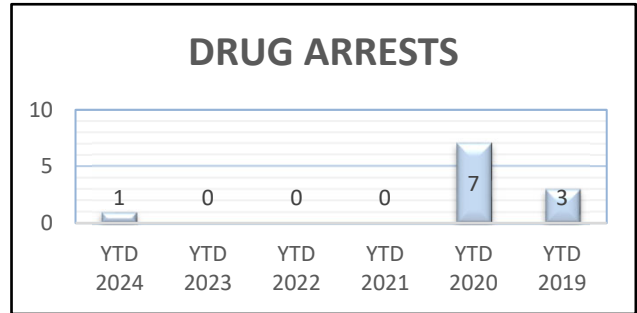 DRUG ARRESTS
10
5
0
1
0
0
0
7
3
YTD 2024
YTD 2023
YTD 2022
YTD 2021
YTD 2020
YTD 2019